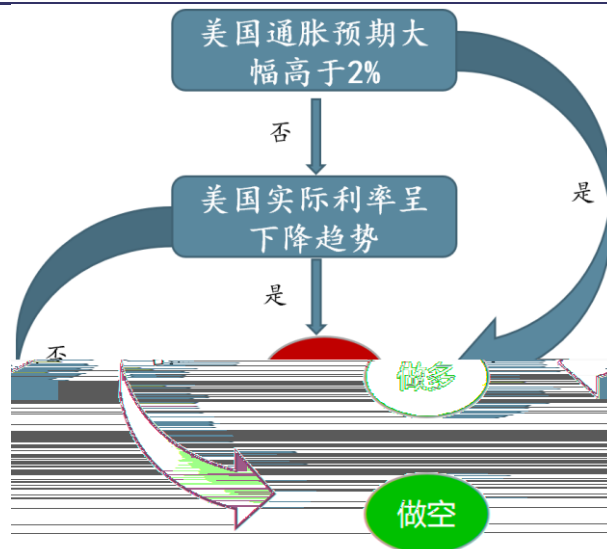 美国通胀预期大
幅高于2%
否
是
美国实际利率呈
下降趋势
是
否
做多
做空